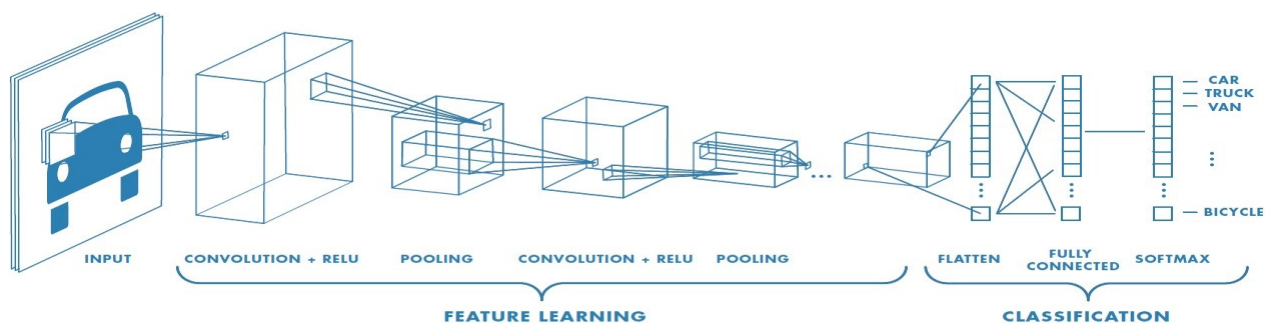 CAR
TRUCK
VAN
BICYCLE
INPUT
CONVOLUTION + RELU
POOLING
CONVOLUTION + RELU
POOLING
FLATTEN
FULLY
CONNECTED
SOFTMAX
FEATURE LEARNING
CLASSIFICATION